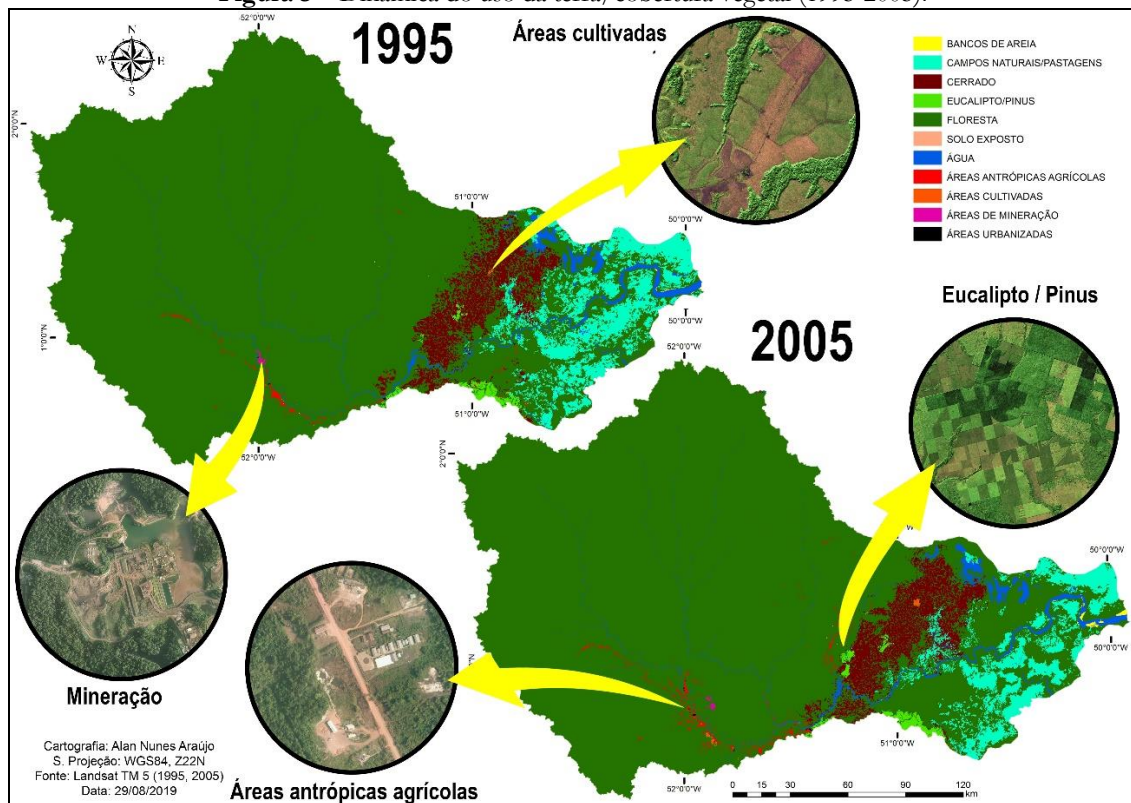 Figura 3 – Dinâmica do uso da terra/cobertura vegetal (1995-2005).
1995
Áreas cultivadas
N
W E
S
52°0'0"W
2°0'0"N
51°0'0"W
50°0'0"W
1°0'0"N
50°0'0"W
52°0'0"W
51°0'0"W
52°0'0"W
BANCOS DE AREIA
CAMPOS NATURAIS/PASTAGENS
CERRADO
EUCALIPTO/PINUS
FLORESTA
SOLO EXPOSTO
ÁGUA
ÁREAS ANTRÓPICAS AGRÍCOLAS
ÁREAS CULTIVADAS
ÁREAS DE MINERAÇÃO
ÁREAS URBANIZADAS
2005
Eucalipto / Pinus
2°0'0"N
51°0'0"W
50°0'0"W
50°0'0"W
51°0'0"W
52°0'0"W
Mineração
Áreas antrópicas agrícolas
Cartografia: Alan Nunes Araújo
S. Projeção: WGS84, Z22N
Fonte: Landsat TM 5 (1995, 2005)
Data: 29/08/2019
0 15 30 60 90 120
km